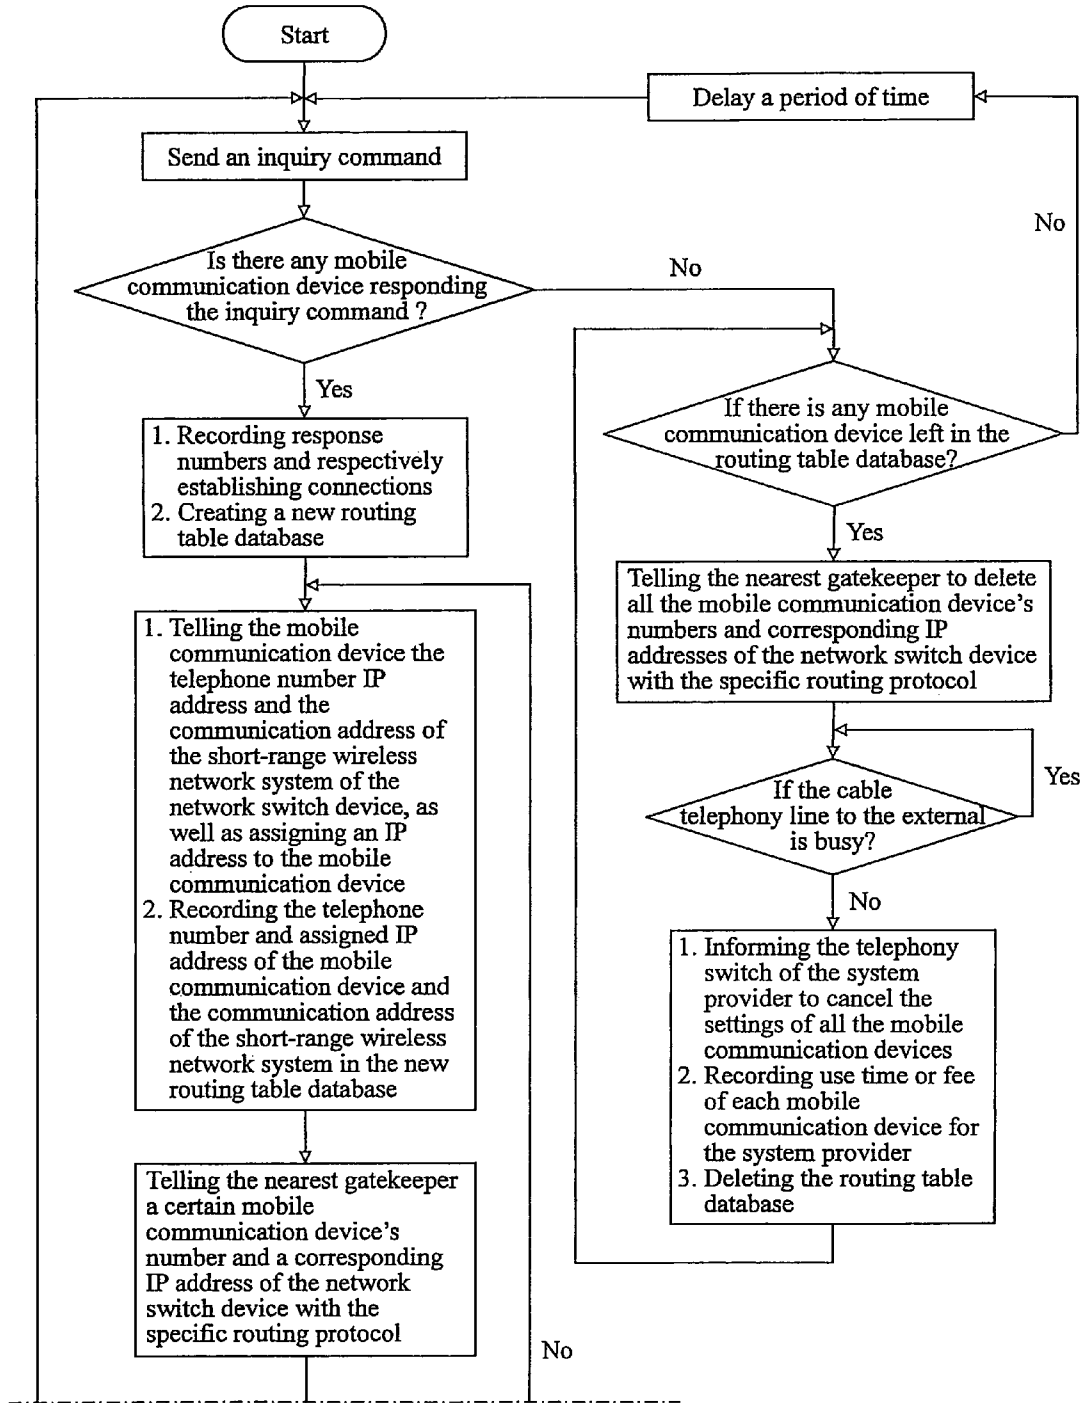 Start
Delay a period of time
Send an inquiry command
No
Is there any mobile
communication device responding
the inquiry command ?
No
Yes
If there is any mobile
communication device left in the
routing table database?
1. Recording response
numbers and respectively
establishing connections
2. Creating a new routing
table database
Yes
Telling the nearest gatekeeper to delete
all the mobile communication device's
numbers and corresponding IP
addresses of the network switch device
with the specific routing protocol
1. Telling the mobile
communication device the
telephone number IP
address and the
communication address of
the short-range wireless
network system of the
network switch device, as
well as assigning an IP
address to the mobile
communication device
2. Recording the telephone
number and assigned IP
address of the mobile
communication device and
the communication address
of the short-range wireless
network system in the new
routing table database
Yes
If the cable
telephony line to the external
is busy?
No
1. Informing the telephony
switch of the system
provider to cancel the
settings of all the mobile
communication devices
2. Recording use time or fee
of each mobile
communication device for
the system provider
3. Deleting the routing table
database
Telling the nearest gatekeeper
a certain mobile
communication device's
number and a corresponding
IP address of the network
switch device with the
specific routing protocol
No